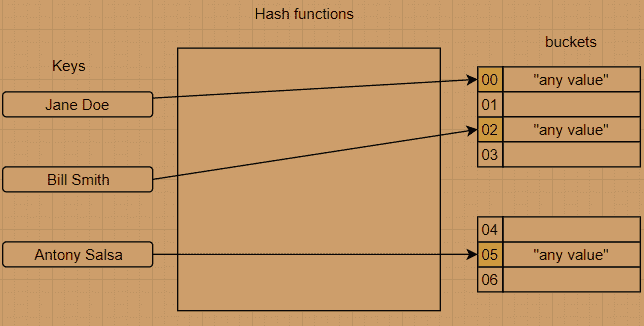 Hash functions
Keys
buckets
Jane Doe
Bill Smith
Antony Salsa
00 "any value"
01
02 "any value"
03
04
05 "any value"
06